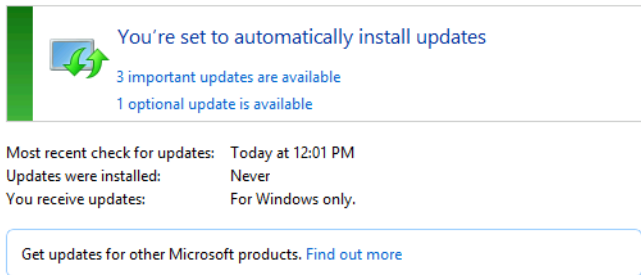 You're set to automatically install updates
3 important updates are available
1 optional update is available
Most recent check for updates: Today at 12:01 PM
Updates were installed: Never
You receive updates: For Windows only.
Get updates for other Microsoft products. Find out more